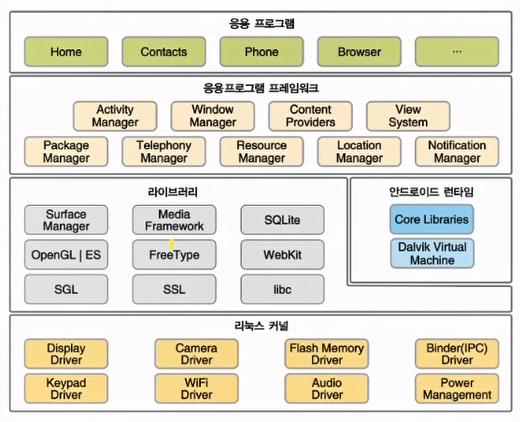 응용 프로그램
Home
Contacts
Phone
Browser
...
응용프로그램 프레임워크
Activity
Manager
Window
Manager
Content
Providers
View
System
Package
Manager
Telephony
Manager
Resource
Manager
Location
Manager
Notification
Manager
라이브러리
Surface
Manager
Media
Framework
SQLite
OpenGL | ES
FreeType
WebKit
SGL
SSL
libc
안드로이드 런타임
Core Libraries
Dalvik Virtual
Machine
리눅스 커널
Display
Driver
Camera
Driver
Flash Memory
Driver
Binder(IPC)
Driver
Keypad
Driver
WiFi
Driver
Audio
Driver
Power
Management